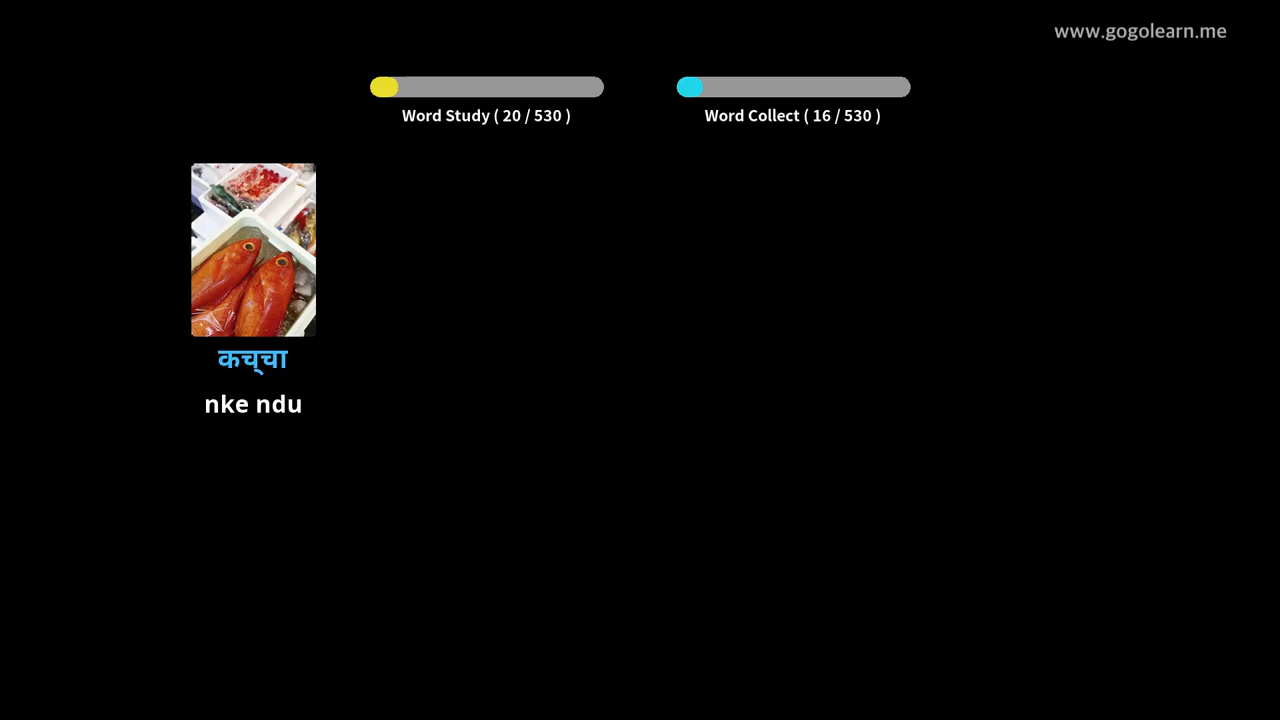 www.gogolearn.me
Word Study ( 20 / 530 )
Word Collect ( 16 / 530 )
कच्चा
nke ndu